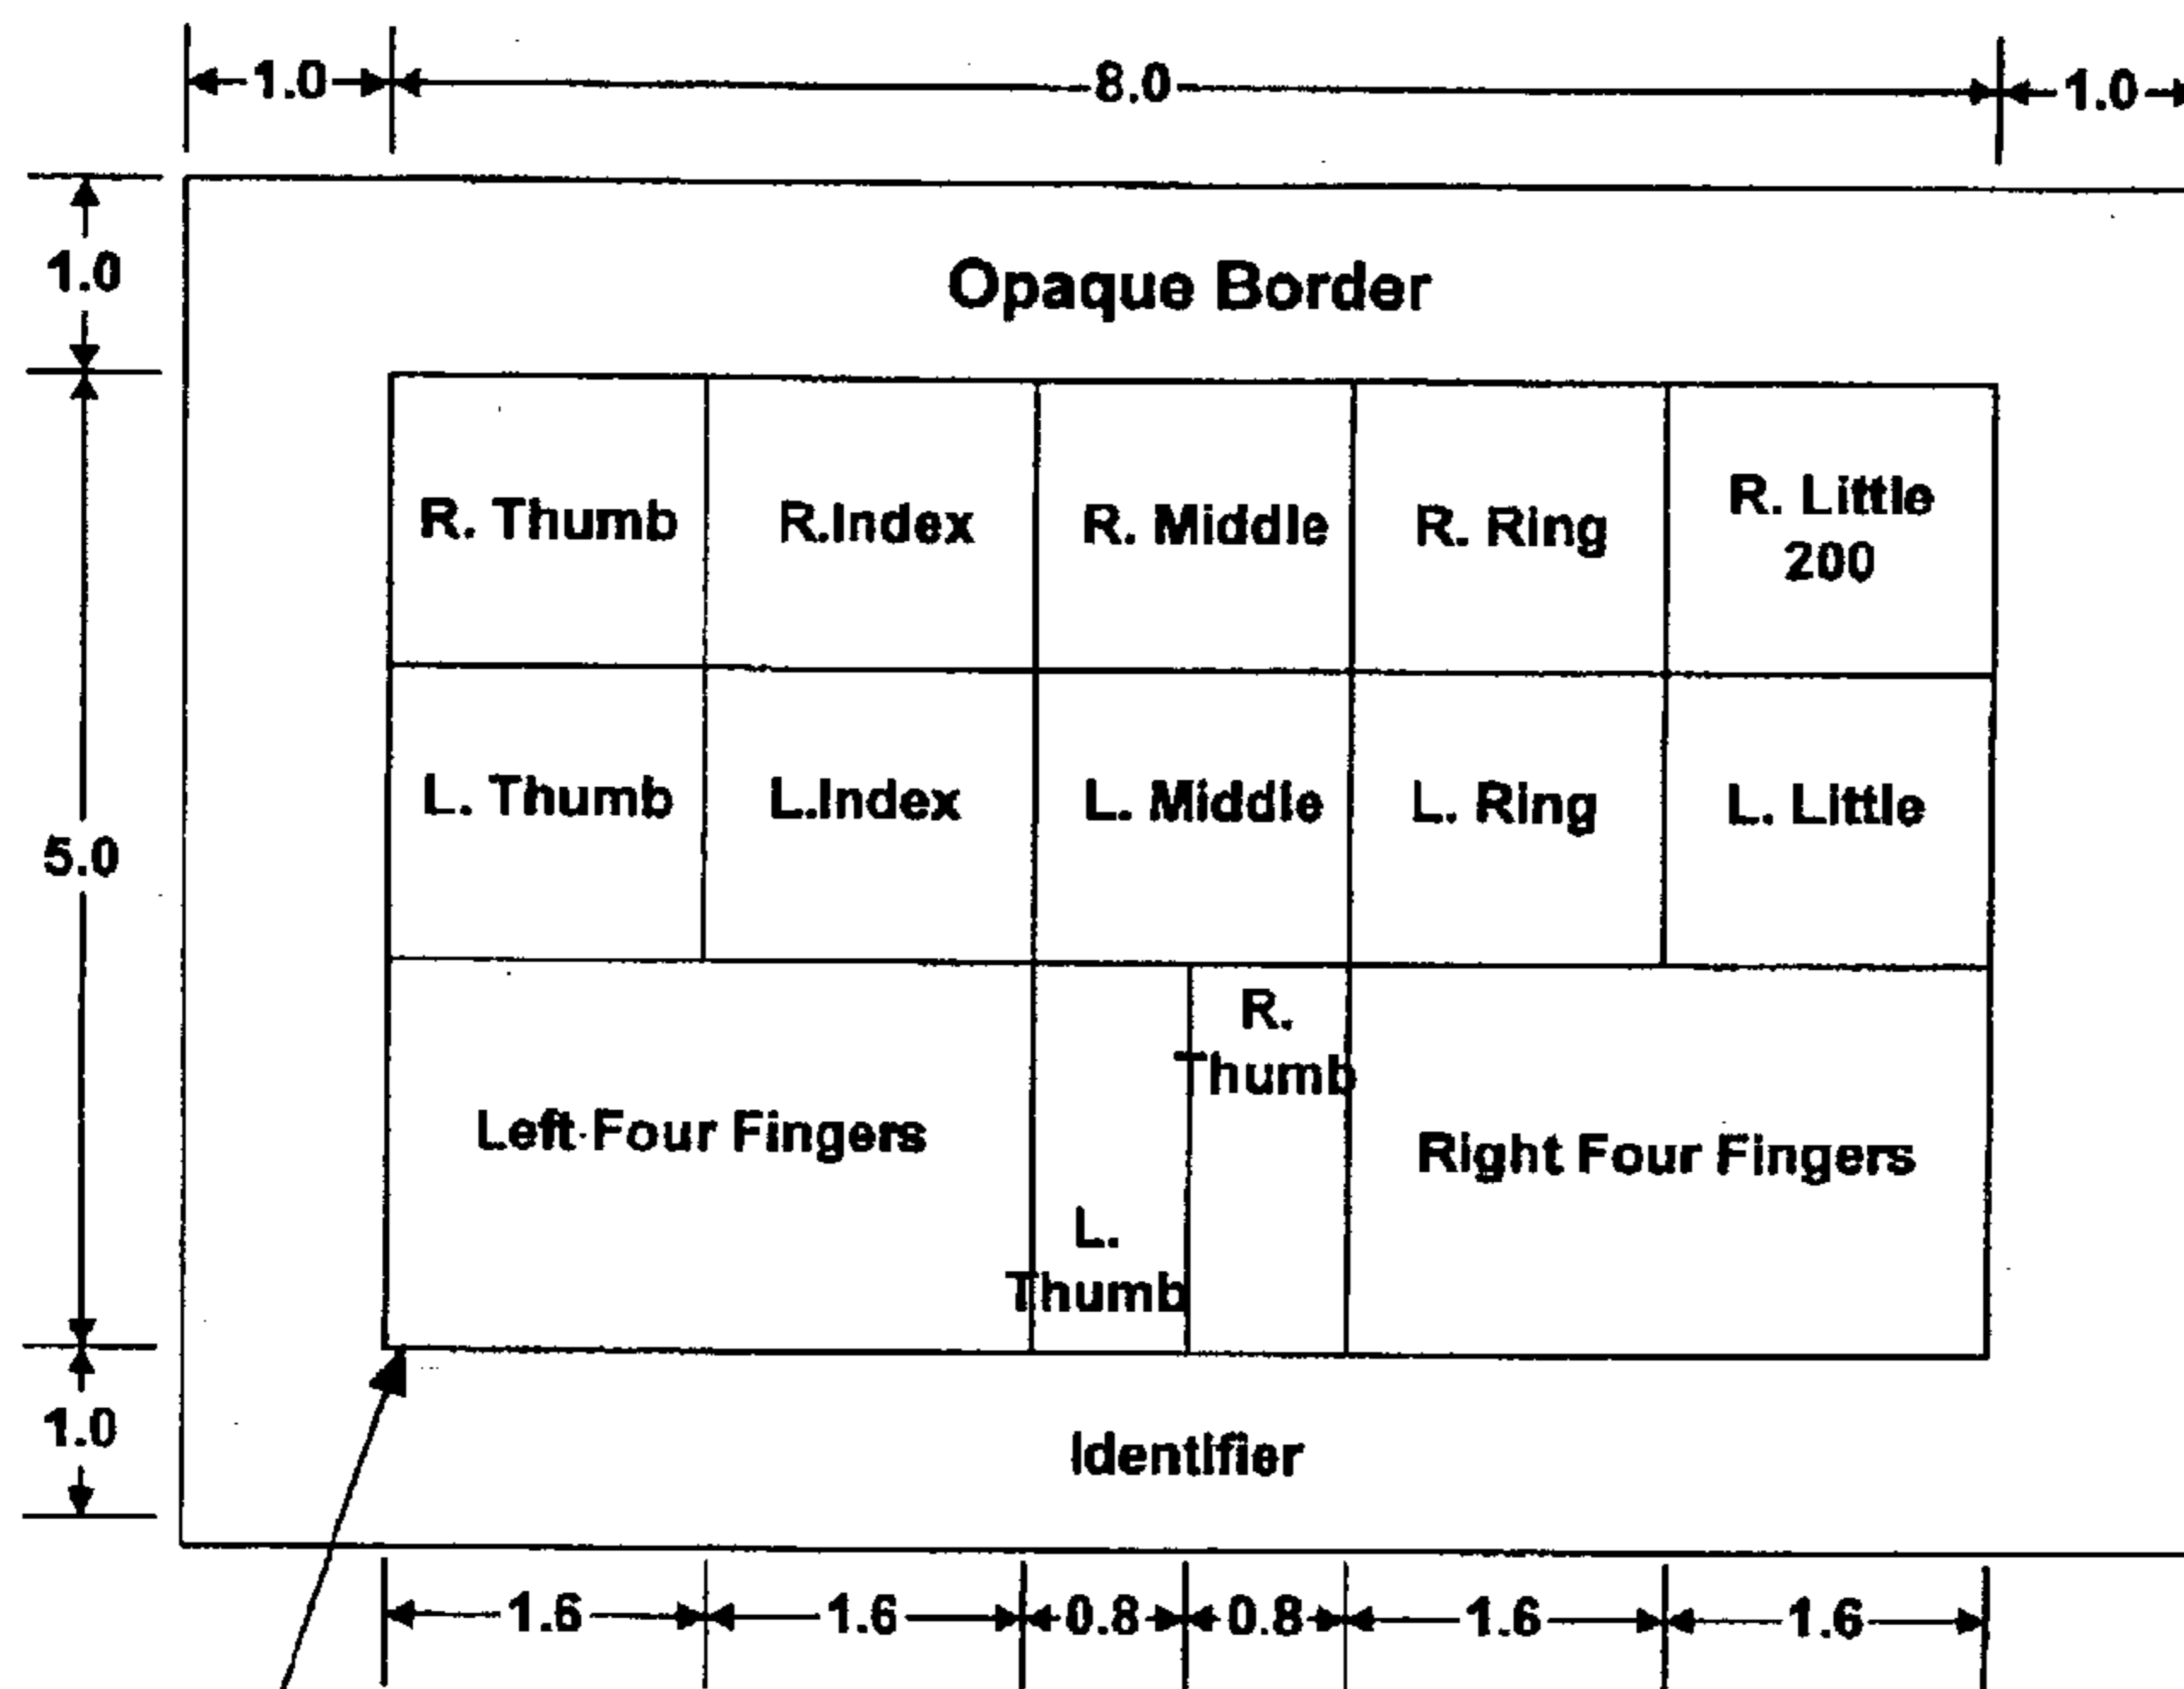 1.0 8.0 1.0
1.0
Opaque Border
R. Thumb R.Index R. Middle R. Ring R. Little
200
L. Thumb L.Index L. Middle L. Ring L. Little
5.0
R.
Thumb
Left Four Fingers Right Four Fingers
L.
Thumb
1.0
Identifier
1.6 1.6 0.8 0.8 1.6 1.6